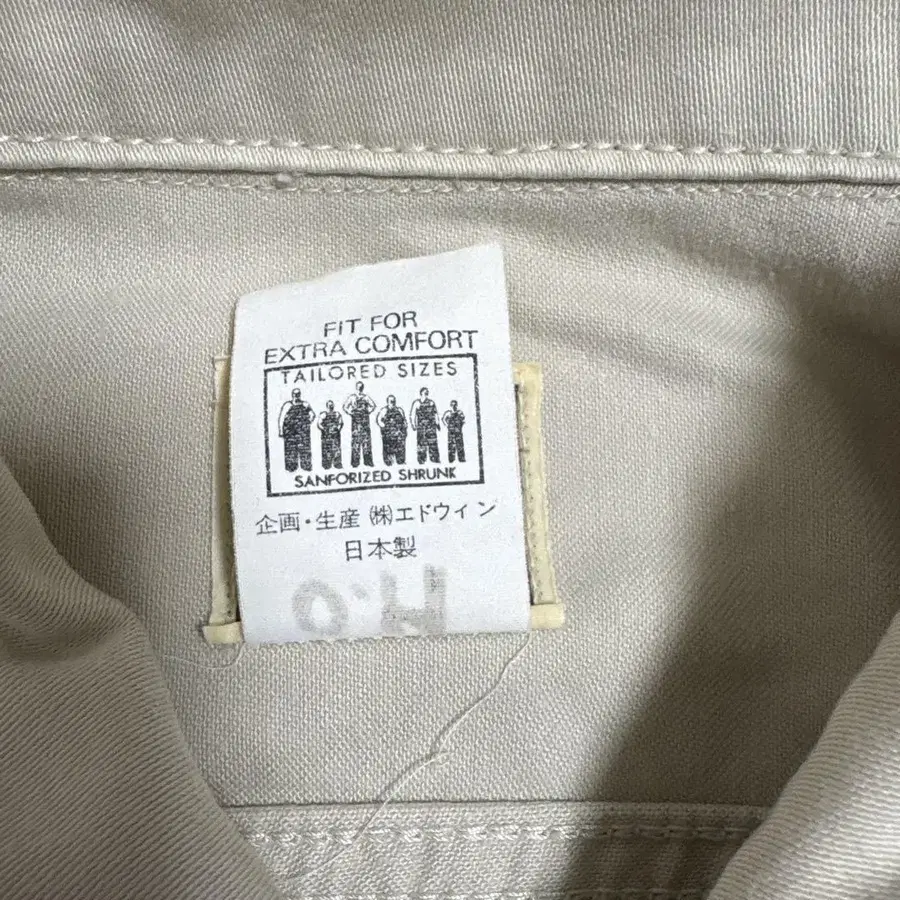 FIT FOR
EXTRA COMFORT
TAILORED SIZES
SANFORIZED SHRUNK
企画・生産 ㈱エドウィン
日本製